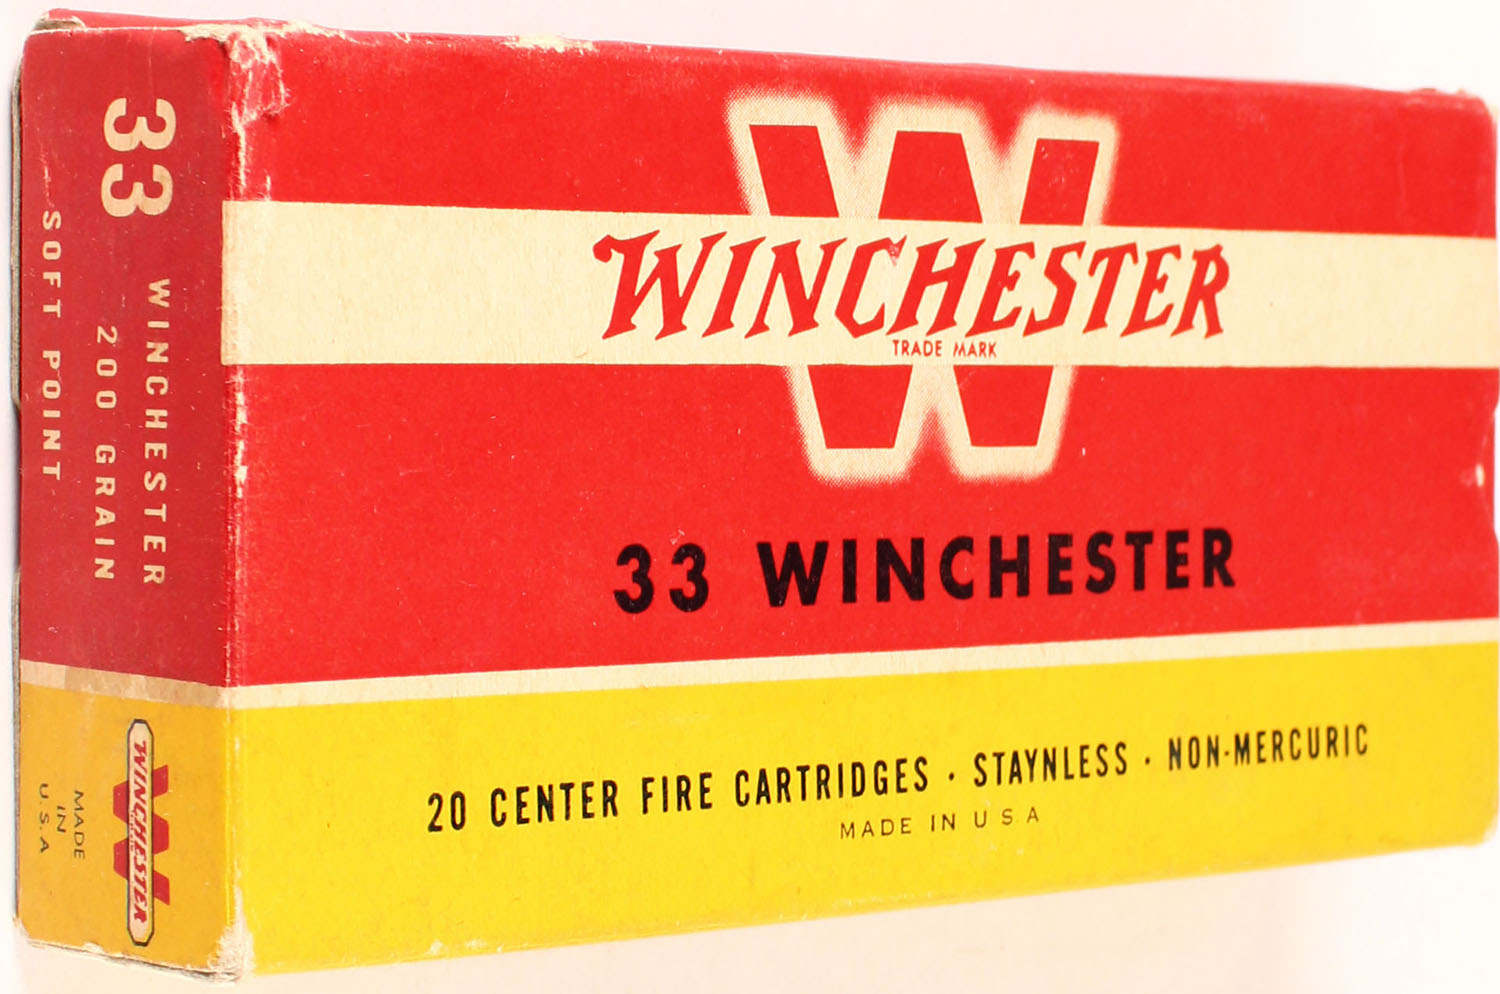 33 WINCHESTER
200 GRAIN
SOFT POINT
WINCHESTER
MADE
IN
U.S.A
W
WINCHESTER
TRADE MARK
33 WINCHESTER
20 CENTER FIRE CARTRIDGES · STAYNLESS · NON-MERCURIC
MADE IN U S A